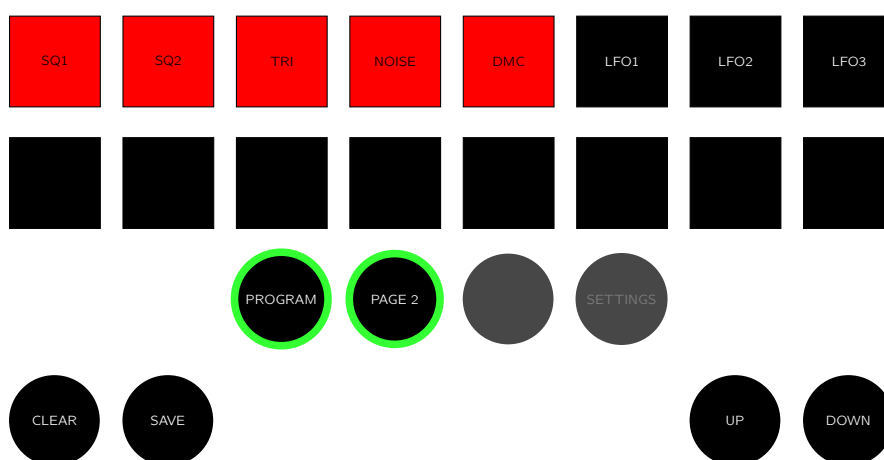 SQ1 SQ2 TRI NOISE DMC LFO1 LFO2 LFO3
PROGRAM PAGE 2 SETTINGS
CLEAR SAVE UP DOWN